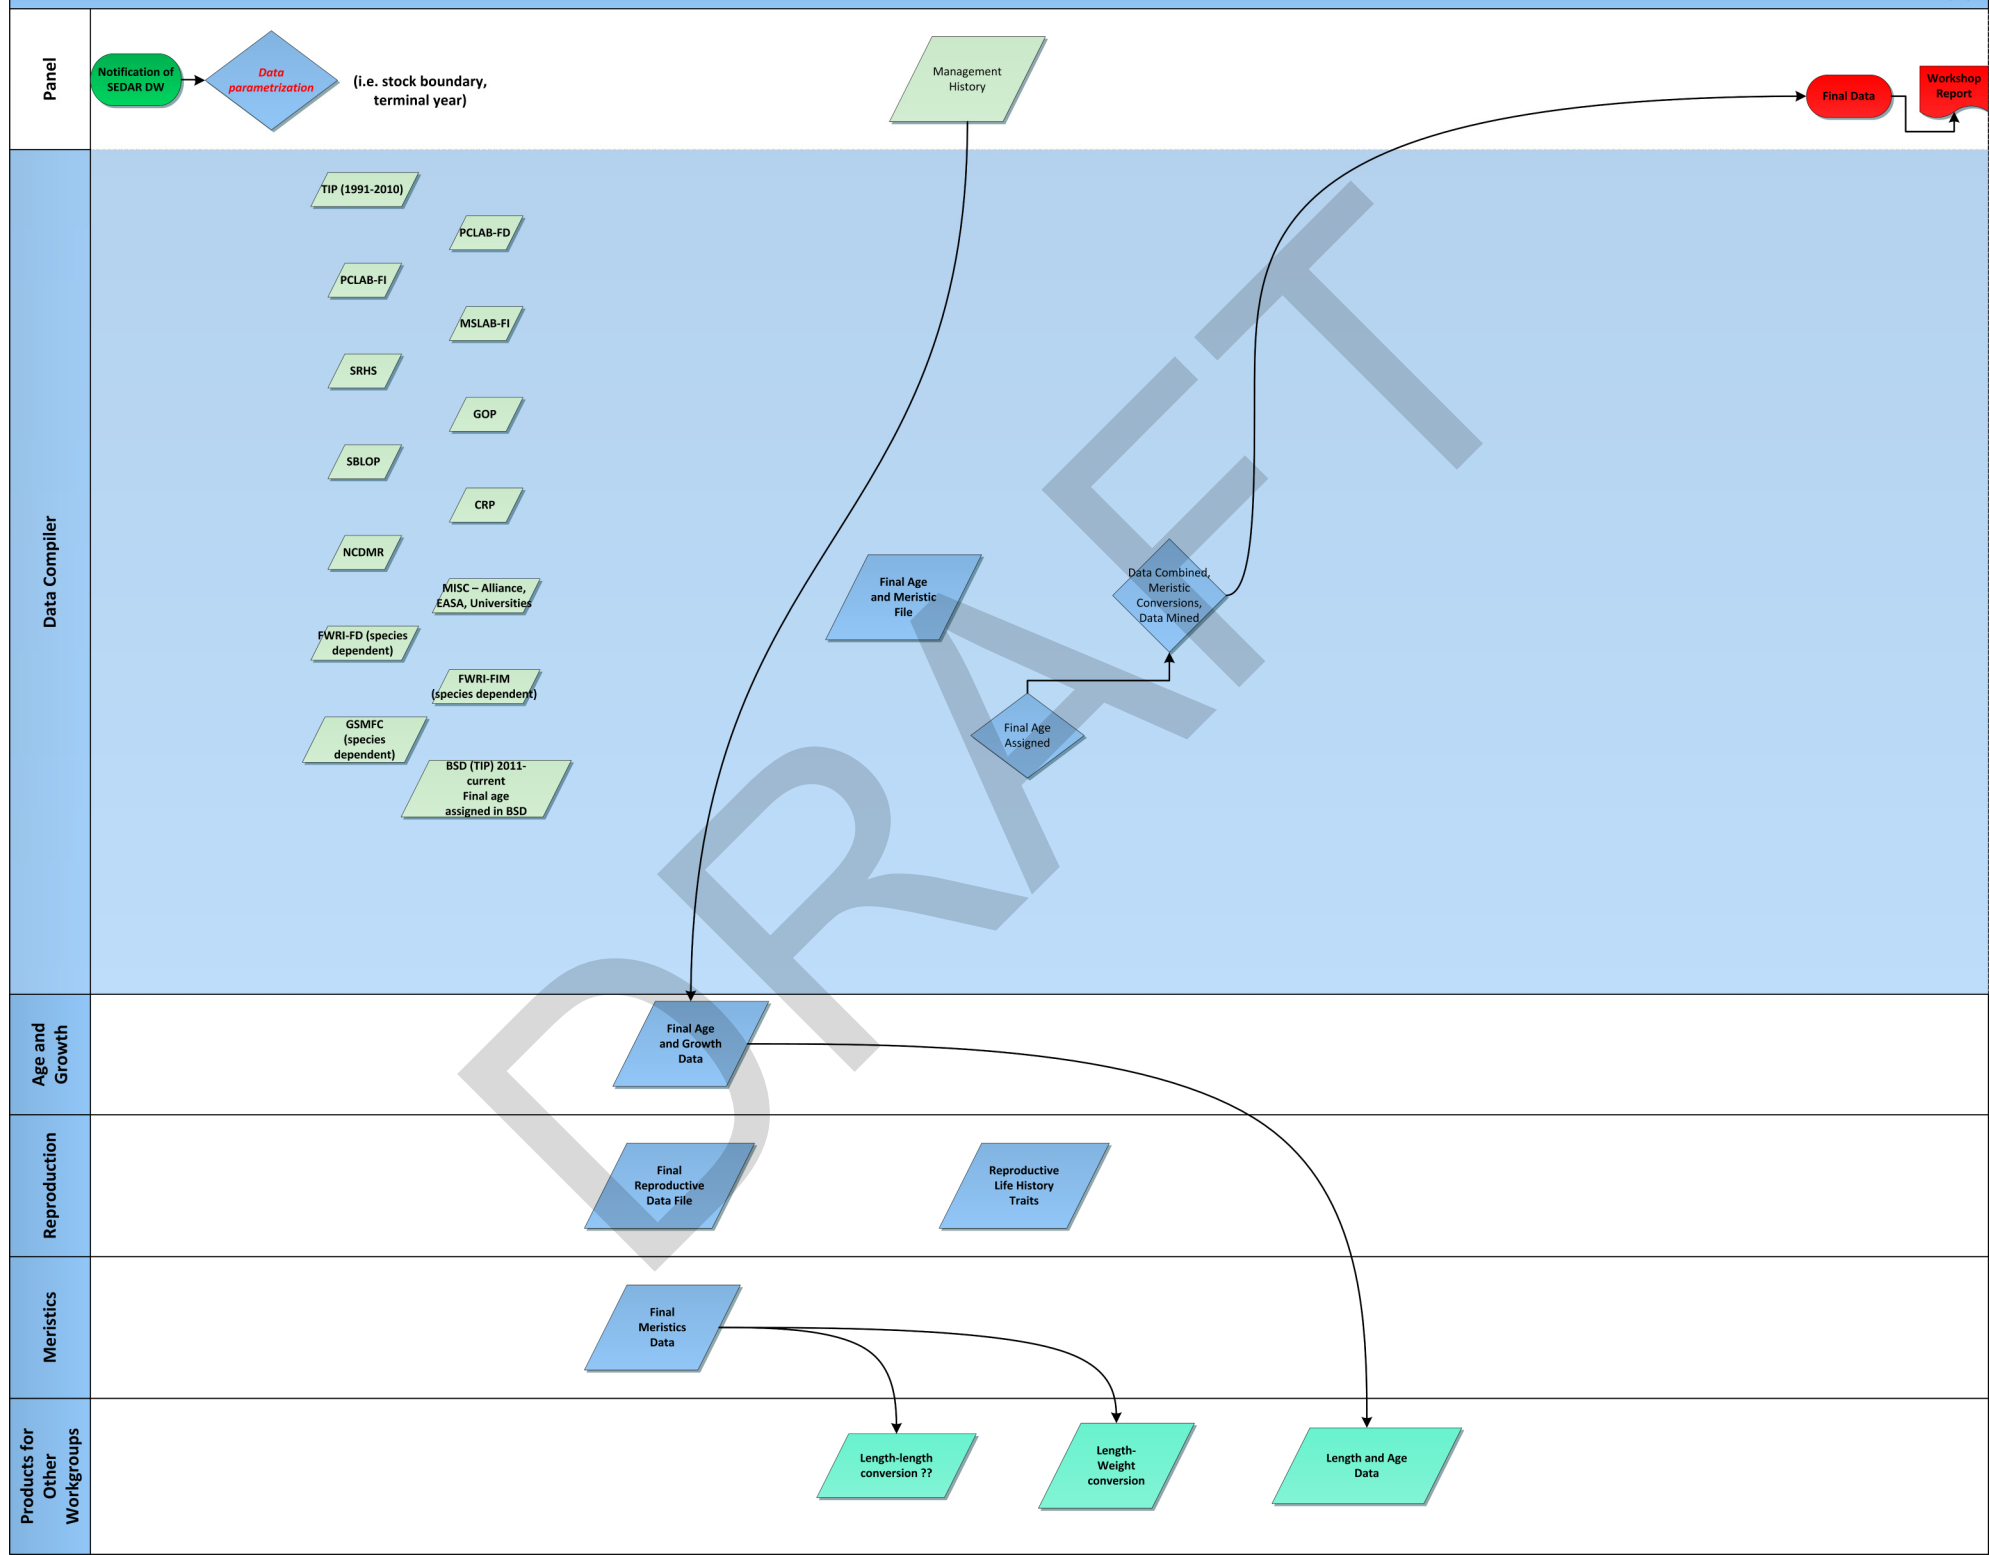 Panel
Notification of
SEDAR DW
Data
parametrization
(i.e. stock boundary,
terminal year)
Management
History
Final Data
Workshop
Report
Data Compiler
TIP (1991-2010)
PCLAB-FD
PCLAB-FI
MSLAB-FI
SRHS
GOP
SBLOP
CRP
NCDMR
MISC – Alliance,
EASA, Universities
FWRI-FD (species
dependent)
FWRI-FIM
(species dependent)
GSMFC
(species
dependent)
BSD (TIP) 2011-
current
Final age
assigned in BSD
Final Age
and Meristic
File
Data Combined,
Meristic
Conversions,
Data Mined
Final Age
Assigned
DRAFT
Age and
Growth
Final Age
and Growth
Data
Reproduction
Final
Reproductive
Data File
Reproductive
Life History
Traits
Meristics
Final
Meristics
Data
Products for
Other
Workgroups
Length-length
conversion ??
Length-
Weight
conversion
Length and Age
Data